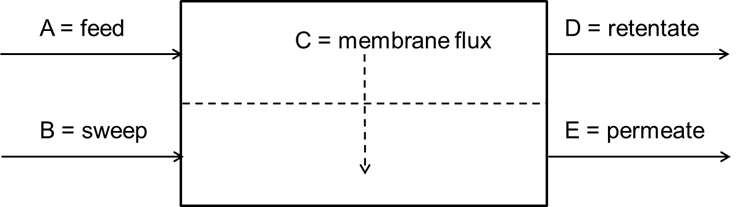 A = feed
C = membrane flux
D = retentate
B = sweep
E = permeate